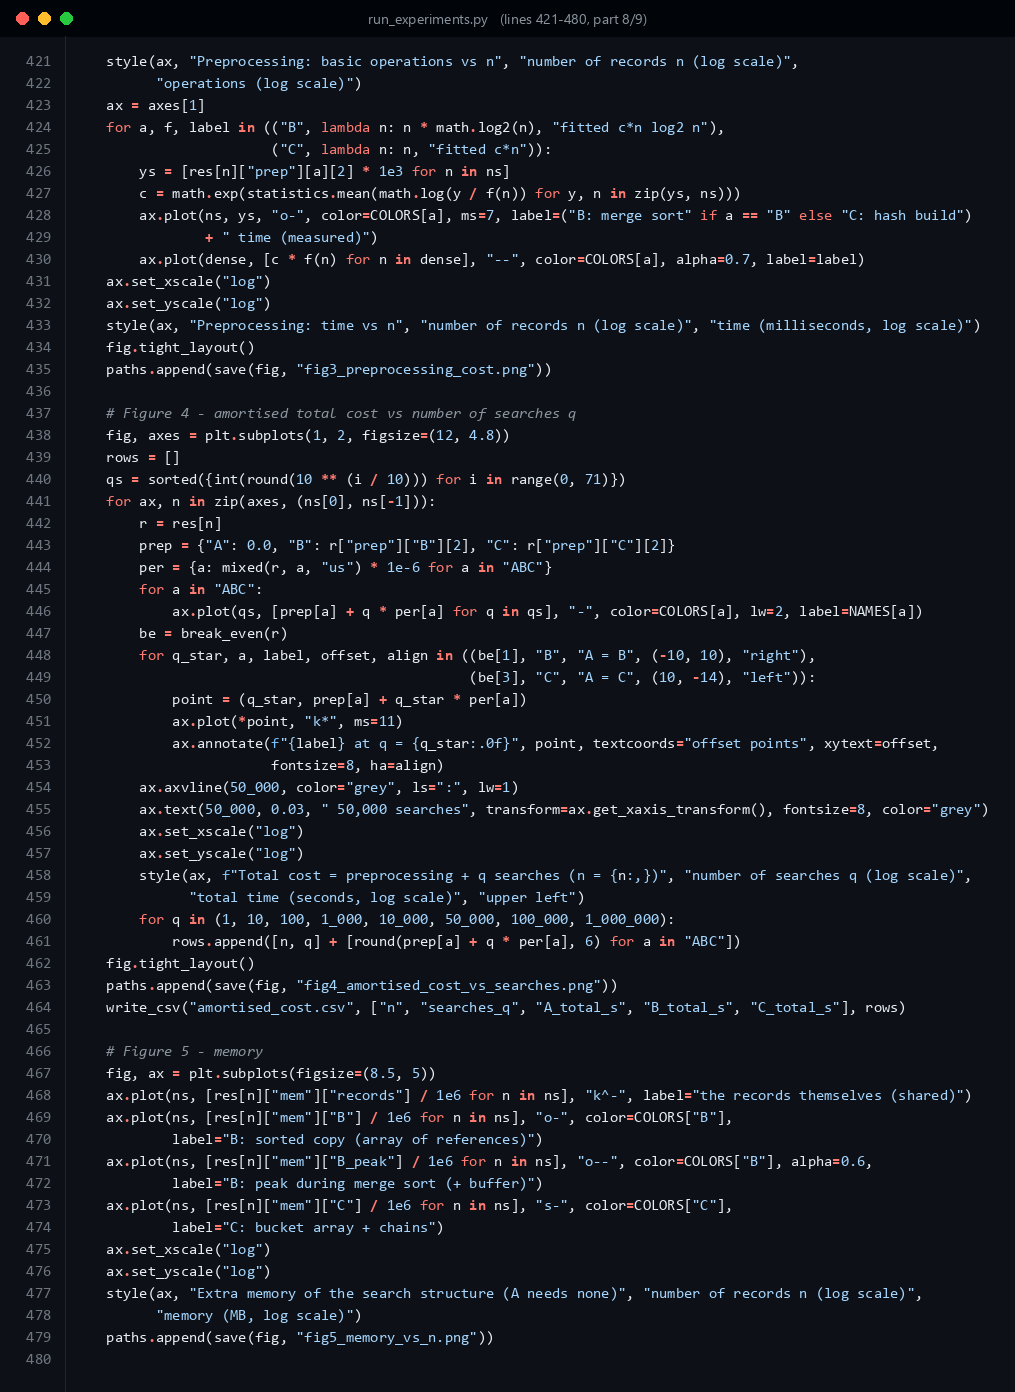 run_experiments.py (lines 421-480, part 8/9)
421 style(ax, "Preprocessing: basic operations vs n", "number of records n (log scale)",
422 "operations (log scale)")
423 ax = axes[1]
424 for a, f, label in (("B", lambda n: n * math.log2(n), "fitted c*n log2 n"),
425 ("C", lambda n: n, "fitted c*n")):
426 ys = [res[n]["prep"][a][2] * 1e3 for n in ns]
427 c = math.exp(statistics.mean(math.log(y / f(n)) for y, n in zip(ys, ns)))
428 ax.plot(ns, ys, "o-", color=COLORS[a], ms=7, label=("B: merge sort" if a == "B" else "C: hash build")
429 + " time (measured)")
430 ax.plot(dense, [c * f(n) for n in dense], "--", color=COLORS[a], alpha=0.7, label=label)
431 ax.set_xscale("log")
432 ax.set_yscale("log")
433 style(ax, "Preprocessing: time vs n", "number of records n (log scale)", "time (milliseconds, log scale)")
434 fig.tight_layout()
435 paths.append(save(fig, "fig3_preprocessing_cost.png"))
436
437 # Figure 4 - amortised total cost vs number of searches q
438 fig, axes = plt.subplots(1, 2, figsize=(12, 4.8))
439 rows = []
440 qs = sorted({int(round(10 ** (i / 10))) for i in range(0, 71)})
441 for ax, n in zip(axes, (ns[0], ns[-1])):
442 r = res[n]
443 prep = {"A": 0.0, "B": r["prep"]["B"][2], "C": r["prep"]["C"][2]}
444 per = {a: mixed(r, a, "us") * 1e-6 for a in "ABC"}
445 for a in "ABC":
446 ax.plot(qs, [prep[a] + q * per[a] for q in qs], "-", color=COLORS[a], lw=2, label=NAMES[a])
447 be = break_even(r)
448 for q_star, a, label, offset, align in ((be[1], "B", "A = B", (-10, 10), "right"),
449 (be[3], "C", "A = C", (10, -14), "left")):
450 point = (q_star, prep[a] + q_star * per[a])
451 ax.plot(*point, "k*", ms=11)
452 ax.annotate(f"{label} at q = {q_star:.0f}", point, textcoords="offset points", xytext=offset,
453 fontsize=8, ha=align)
454 ax.axvline(50_000, color="grey", ls=":", lw=1)
455 ax.text(50_000, 0.03, " 50,000 searches", transform=ax.get_xaxis_transform(), fontsize=8, color="grey")
456 ax.set_xscale("log")
457 ax.set_yscale("log")
458 style(ax, f"Total cost = preprocessing + q searches (n = {n:,})", "number of searches q (log scale)",
459 "total time (seconds, log scale)", "upper left")
460 for q in (1, 10, 100, 1_000, 10_000, 50_000, 100_000, 1_000_000):
461 rows.append([n, q] + [round(prep[a] + q * per[a], 6) for a in "ABC"])
462 fig.tight_layout()
463 paths.append(save(fig, "fig4_amortised_cost_vs_searches.png"))
464 write_csv("amortised_cost.csv", ["n", "searches_q", "A_total_s", "B_total_s", "C_total_s"], rows)
465
466 # Figure 5 - memory
467 fig, ax = plt.subplots(figsize=(8.5, 5))
468 ax.plot(ns, [res[n]["mem"]["records"] / 1e6 for n in ns], "k^-", label="the records themselves (shared)")
469 ax.plot(ns, [res[n]["mem"]["B"] / 1e6 for n in ns], "o-", color=COLORS["B"],
470 label="B: sorted copy (array of references)")
471 ax.plot(ns, [res[n]["mem"]["B_peak"] / 1e6 for n in ns], "o--", color=COLORS["B"], alpha=0.6,
472 label="B: peak during merge sort (+ buffer)")
473 ax.plot(ns, [res[n]["mem"]["C"] / 1e6 for n in ns], "s-", color=COLORS["C"],
474 label="C: bucket array + chains")
475 ax.set_xscale("log")
476 ax.set_yscale("log")
477 style(ax, "Extra memory of the search structure (A needs none)", "number of records n (log scale)",
478 "memory (MB, log scale)")
479 paths.append(save(fig, "fig5_memory_vs_n.png"))
480